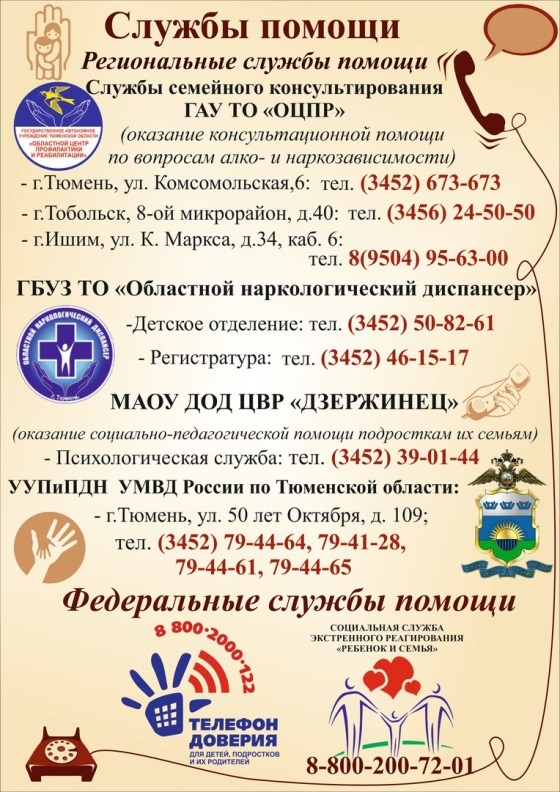 Службы помощи
Региональные службы помощи
Службы семейного консультирования
ГАУ ТО «ОЦПР»
(оказание консультационной помощи
по вопросам алко- и наркозависимости)
ГОСУДАРСТВЕННОЕ АВТОНОМНОЕ
УЧРЕЖДЕНИЕ ТЮМЕНСКОЙ ОБЛАСТИ
«ОБЛАСТНОЙ ЦЕНТР
ПРОФИЛАКТИКИ
И РЕАБИЛИТАЦИИ»
- г.Тюмень, ул. Комсомольская,6: тел. (3452) 673-673
- г.Тобольск, 8-ой микрорайон, д.40: тел. (3456) 24-50-50
- г.Ишим, ул. К. Маркса, д.34, каб. 6:
тел. 8(9504) 95-63-00
ГБУЗ ТО «Областной наркологический диспансер»
ОБЛАСТНОЙ НАРКОЛОГИЧЕСКИЙ ДИСПАНСЕР
г. Тюмень
-Детское отделение: тел. (3452) 50-82-61
- Регистратура: тел. (3452) 46-15-17
МАОУ ДОД ЦВР «ДЗЕРЖИНЕЦ»
(оказание социально-педагогической помощи подросткам их семьям)
- Психологическая служба: тел. (3452) 39-01-44
УУПиПДН УМВД России по Тюменской области:
- г.Тюмень, ул. 50 лет Октября, д. 109;
тел. (3452) 79-44-64, 79-41-28,
79-44-61, 79-44-65
Федеральные службы помощи
8 800·2000·122
ТЕЛЕФОН
ДОВЕРИЯ
ДЛЯ ДЕТЕЙ, ПОДРОСТКОВ
И ИХ РОДИТЕЛЕЙ
СОЦИАЛЬНАЯ СЛУЖБА
ЭКСТРЕННОГО РЕАГИРОВАНИЯ
«РЕБЕНОК И СЕМЬЯ»
8-800-200-72-01